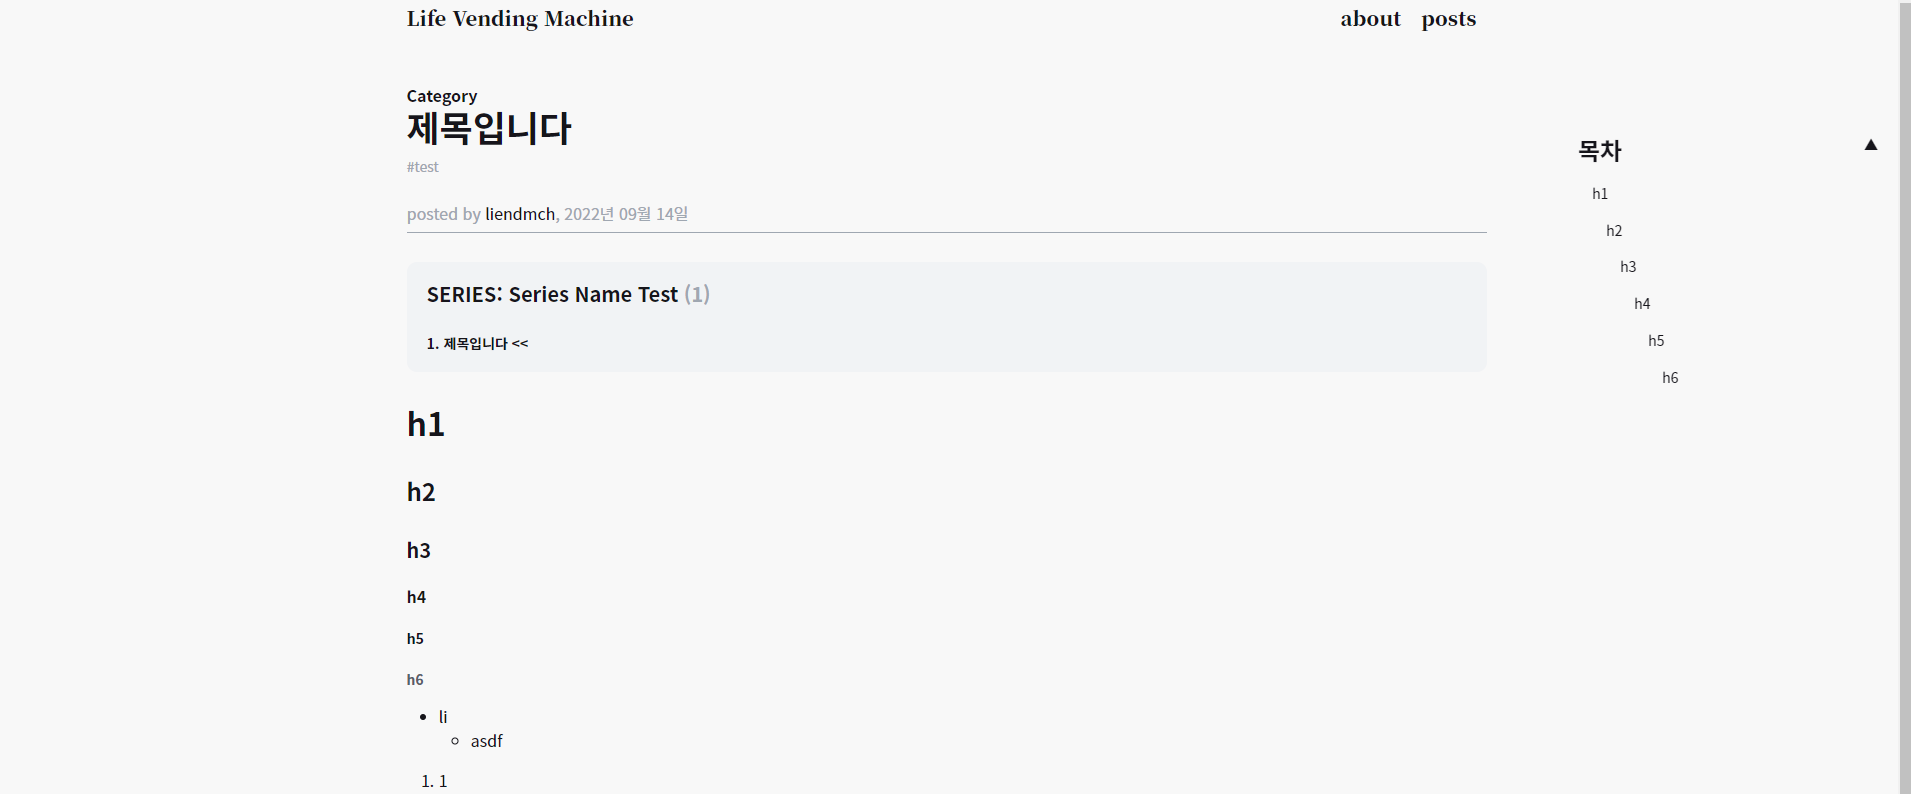 Life Vending Machine
about posts
Category
제목입니다
#test
posted by liendmch, 2022년 09월 14일
SERIES: Series Name Test (1)
1. 제목입니다 <<
h1
h2
h3
h4
h5
h6
li
asdf
1. 1
목차 ▲
h1
h2
h3
h4
h5
h6